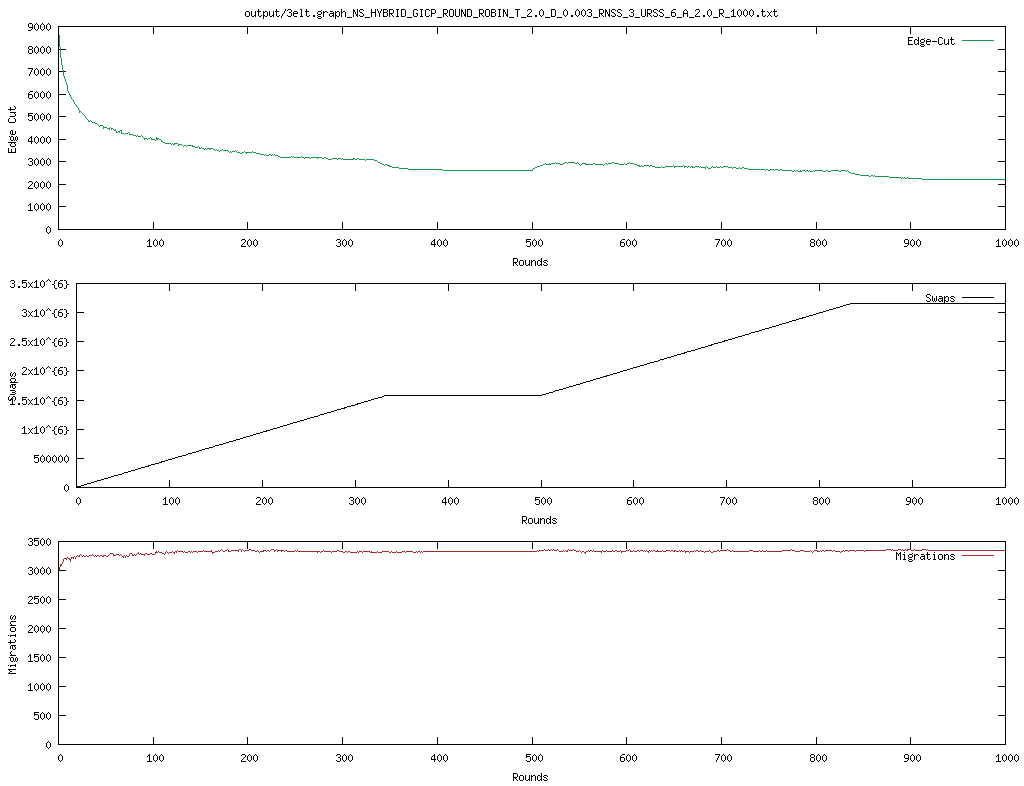 output/3elt.graph_NS_HYBRID_GICP_ROUND_ROBIN_T_2.0_D_0.003_RNSS_3_URSS_6_A_2.0_R_1000.txt
9000
8000
7000
6000
5000
4000
3000
2000
1000
0
Edge Cut
Edge-Cut
0 100 200 300 400 500 600 700 800 900 1000
Rounds
3.5x10^{6}
3x10^{6}
2.5x10^{6}
2x10^{6}
1.5x10^{6}
1x10^{6}
500000
0
Swaps
Swaps
0 100 200 300 400 500 600 700 800 900 1000
Rounds
3500
3000
2500
2000
1500
1000
500
0
Migrations
Migrations
0 100 200 300 400 500 600 700 800 900 1000
Rounds